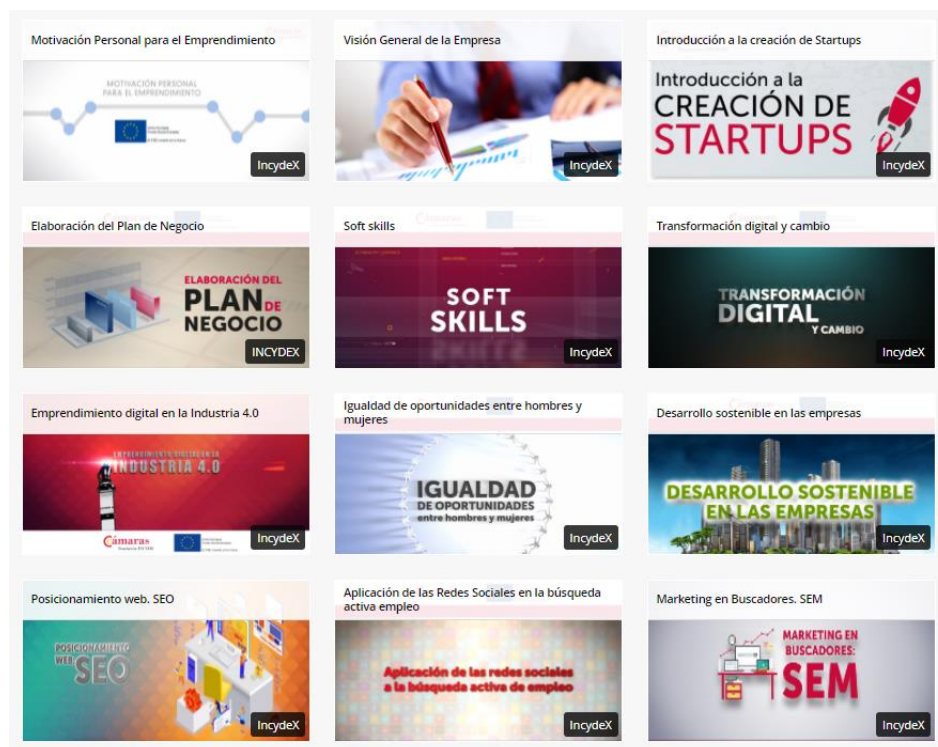 Motivación Personal para el Emprendimiento
MOTIVACIÓN PERSONAL
PARA EL EMPRENDIMIENTO
IncydeX
Visión General de la Empresa
IncydeX
Introducción a la creación de Startups
Introducción a la
CREACIÓN DE
STARTUPS
IncydeX
Elaboración del Plan de Negocio
ELABORACIÓN DEL
PLAN DE
NEGOCIO
INCYDEX
Soft skills
SOFT
SKILLS
IncydeX
Transformación digital y cambio
TRANSFORMACIÓN
DIGITAL
Y CAMBIO
IncydeX
Emprendimiento digital en la Industria 4.0
EMPRENDIMIENTO DIGITAL EN LA
INDUSTRIA 4.0
Cámaras
IncydeX
Igualdad de oportunidades entre hombres y
mujeres
IGUALDAD
DE OPORTUNIDADES
entre hombres y mujeres
IncydeX
Desarrollo sostenible en las empresas
DESARROLLO SOSTENIBLE
EN LAS EMPRESAS
IncydeX
Posicionamiento web. SEO
POSICIONAMIENTO
WEB:
SEO
IncydeX
Aplicación de las Redes Sociales en la búsqueda
activa empleo
Aplicación de las redes sociales
a la búsqueda activa de empleo
IncydeX
Marketing en Buscadores. SEM
MARKETING EN
BUSCADORES:
SEM
IncydeX